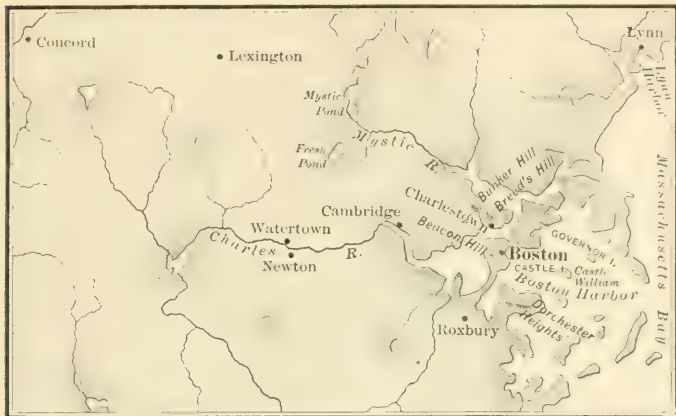 Concord
Lexington
Lynn
Lynn
Harbor
Mystic
Pond
Mystic R.
Fresh
Pond
Bunker Hill
Breed's Hill
Charlestown
Cambridge
Beacon Hill
Watertown
Charles R.
Newton
Boston
GOVERNOR I.
CASTLE I.
Castle
William
Boston Harbor
Dorchester
Heights
Roxbury
Massachusetts Bay